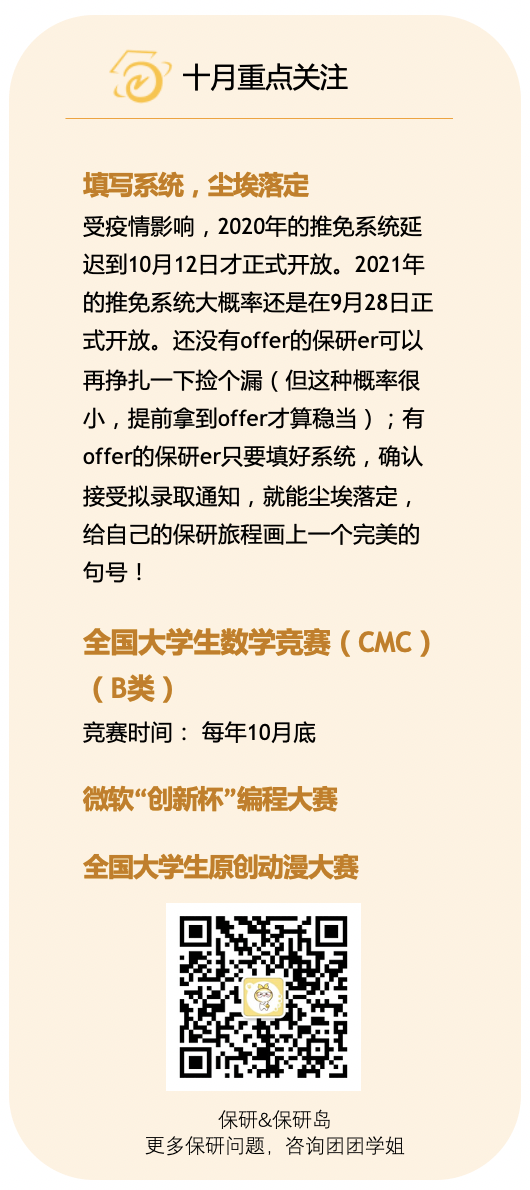 十月重点关注
填写系统，尘埃落定
受疫情影响，2020年的推免系统延
迟到10月12日才正式开放。2021年
的推免系统大概率还是在9月28日正
式开放。还没有offer的保研er可以
再挣扎一下捡个漏（但这种概率很
小，提前拿到offer才算稳当）；有
offer的保研er只要填好系统，确认
接受拟录取通知，就能尘埃落定，
给自己的保研旅程画上一个完美的
句号！
全国大学生数学竞赛（CMC）
（B类）
竞赛时间： 每年10月底
微软“创新杯”编程大赛
全国大学生原创动漫大赛
保研&保研岛
更多保研问题，咨询团团学姐